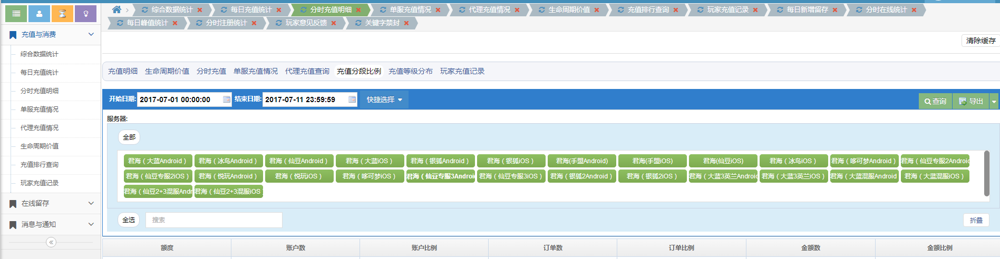 综合数据统计 每日充值统计 分时充值明细 单服充值情况 代理充值情况 生命周期价值 充值排行查询 玩家充值记录 每日新增留存 分时在线统计
每日峰值统计 分时注册统计 玩家意见反馈 关键字禁封
充值与消费
综合数据统计
每日充值统计
分时充值明细
单服充值情况
代理充值情况
生命周期价值
充值排行查询
玩家充值记录
在线留存
消息与通知
清除缓存
充值明细 生命周期价值 分时充值 单服充值情况 代理充值查询 充值分段比例 充值等级分布 玩家充值记录
开始日期: 2017-07-01 00:00:00 结束日期: 2017-07-11 23:59:59 快捷选择 查询 导出
服务器:
全部
君海（大蓝Android） 君海（冰鸟Android） 君海（仙豆Android） 君海（大蓝iOS） 君海（银狐Android） 君海（银狐iOS） 君海(手盟Android) 君海(手盟iOS) 君海(仙豆iOS) 君海（冰鸟iOS） 君海（哆可梦Android） 君海（仙豆专服2Android
君海（仙豆专服2iOS） 君海（悦玩Android） 君海（悦玩iOS） 君海（哆可梦iOS） 君海（仙豆专服3Android 君海（仙豆专服3iOS） 君海（银狐2Android） 君海（银狐2iOS） 君海（大蓝3英兰Android 君海（大蓝3英兰iOS） 君海（大蓝混服Android 君海（大蓝混服iOS）
君海（仙豆2+3混服Andr 君海（仙豆2+3混服iOS
全选 搜索 折叠
额度 账户数 账户比例 订单数 订单比例 金额数 金额比例